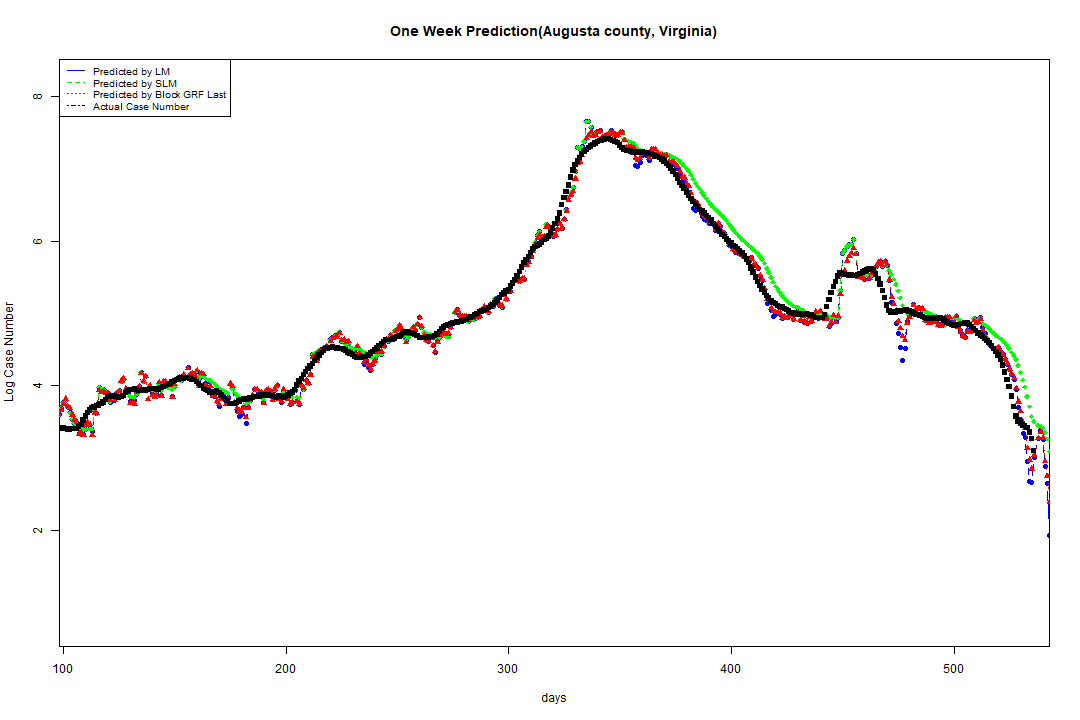 One Week Prediction(Augusta county, Virginia)
Predicted by LM
Predicted by SLM
Predicted by Block GRF Last
Actual Case Number
8
6
4
2
Log Case Number
100 200 300 400 500
days